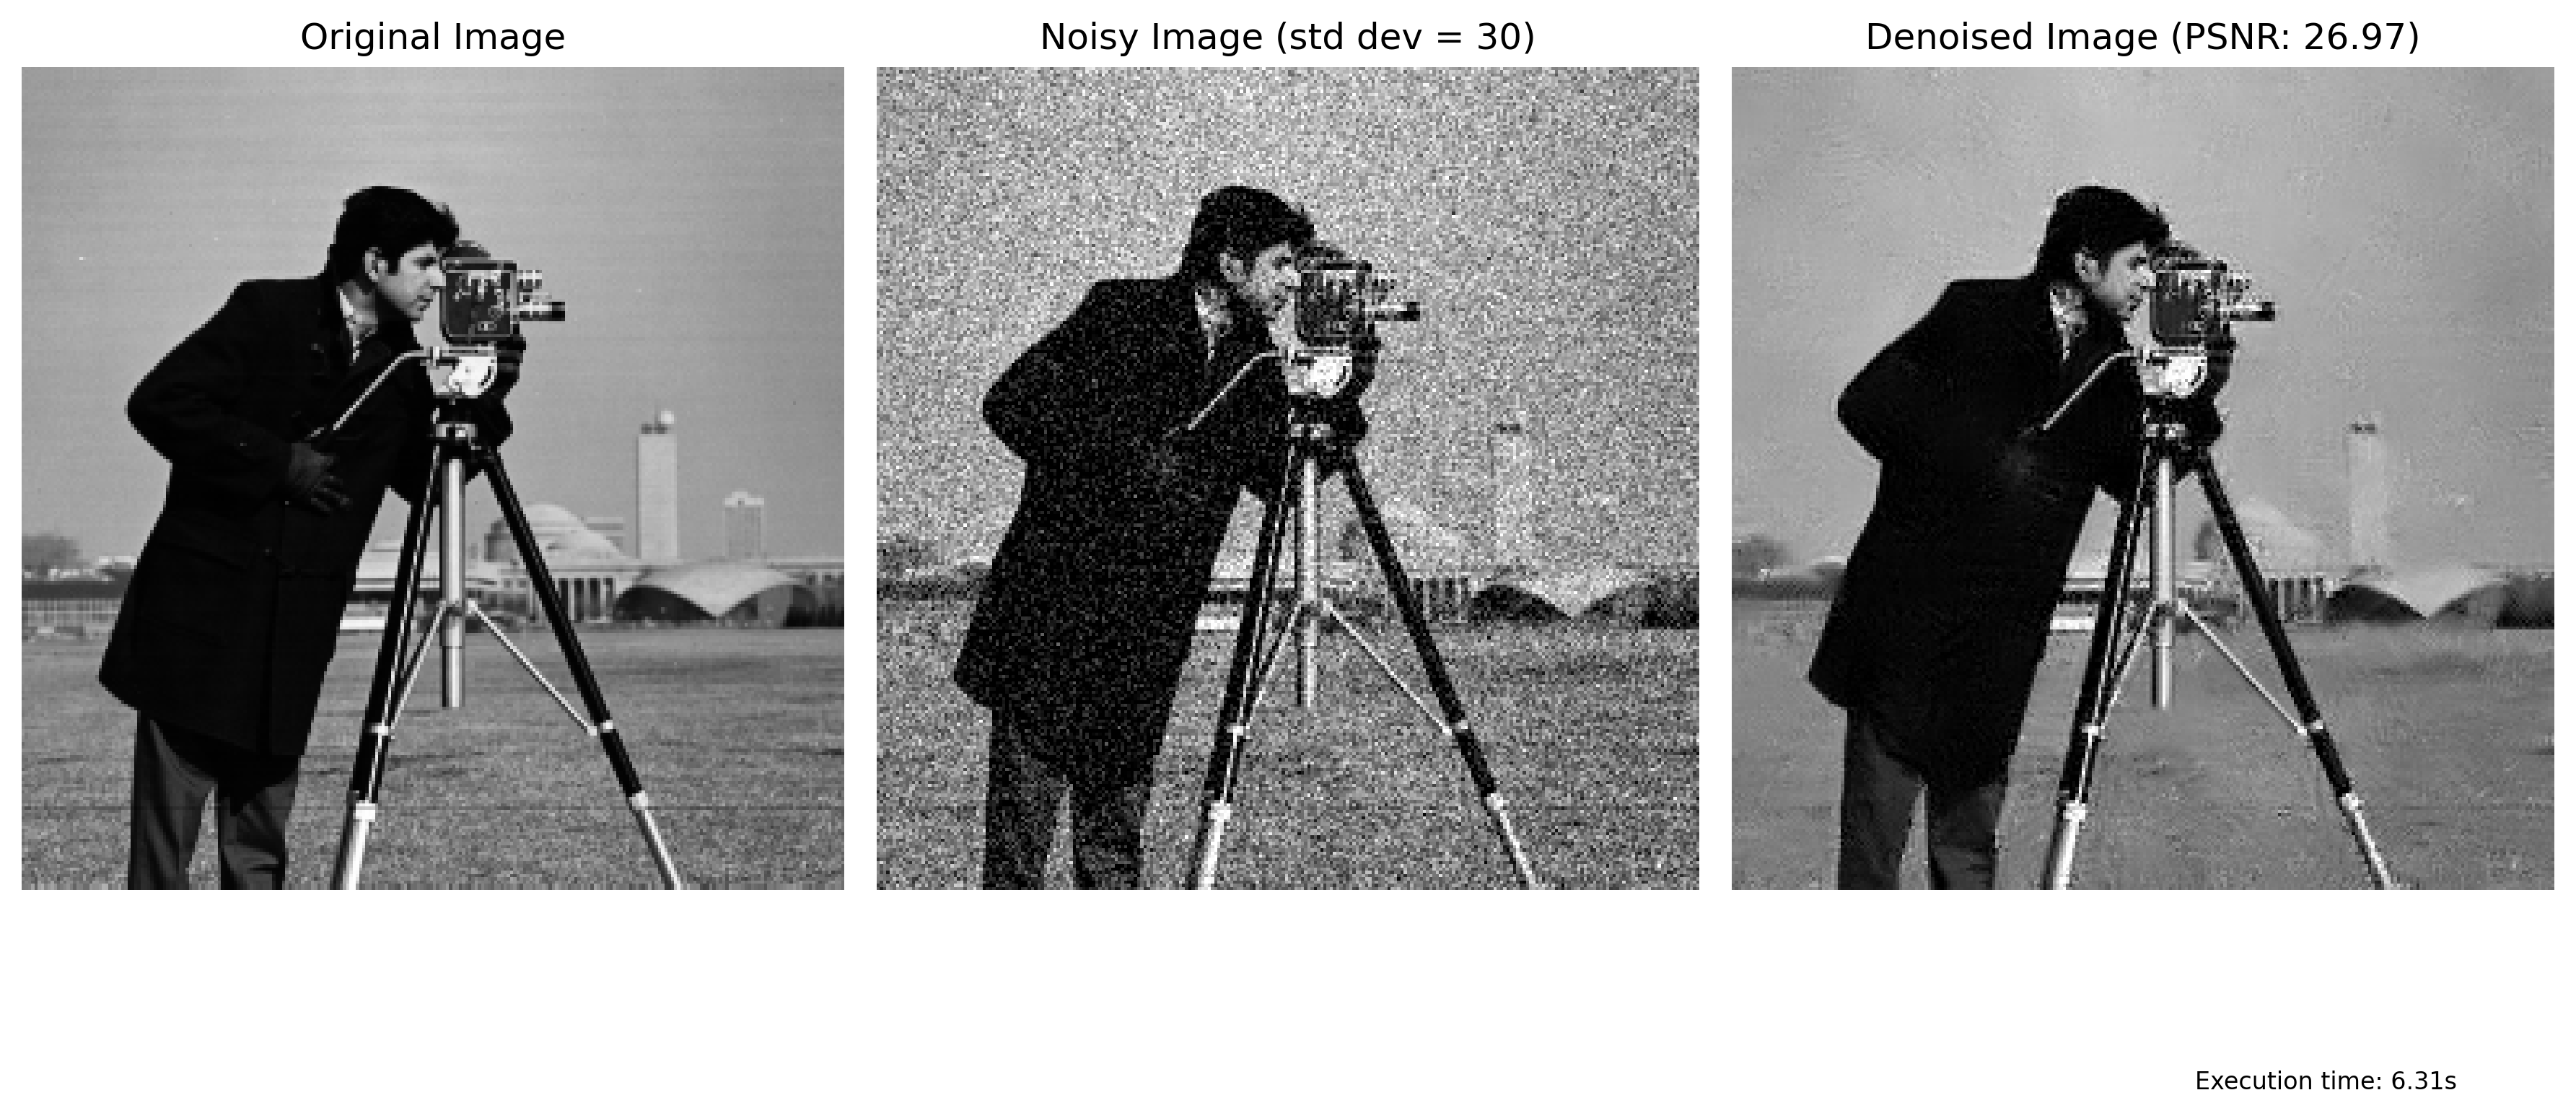 Original Image
Noisy Image (std dev = 30)
Denoised Image (PSNR: 26.97)
Execution time: 6.31s